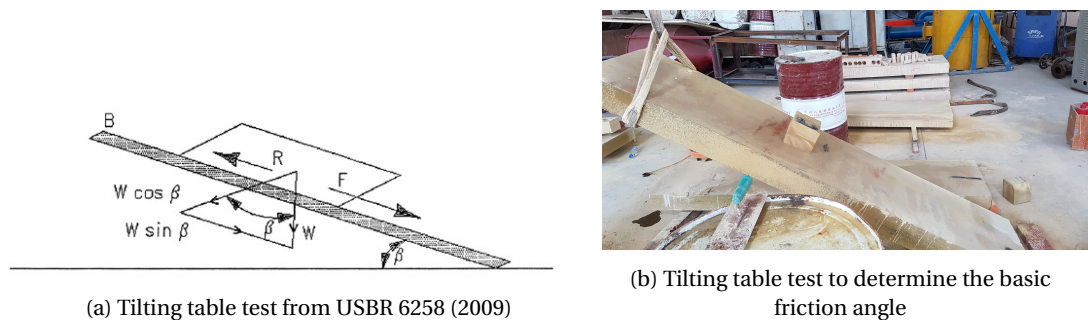 B
R
F
W cos β
β
W
W sin β
β
(a) Tilting table test from USBR 6258 (2009)
(b) Tilting table test to determine the basic
friction angle